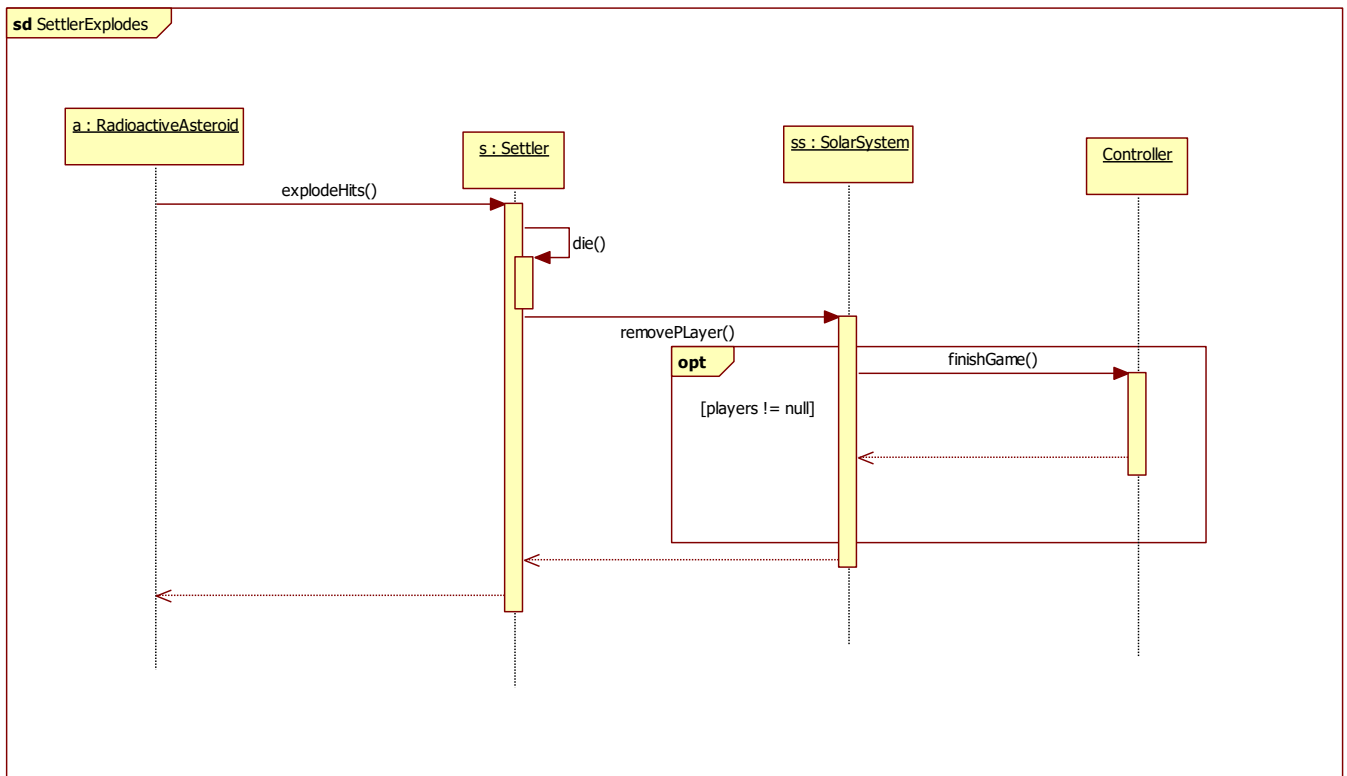 sd SettlerExplodes
a : RadioactiveAsteroid
s : Settler
ss : SolarSystem
Controller
explodeHits()
die()
removePLayer()
opt
finishGame()
[players != null]